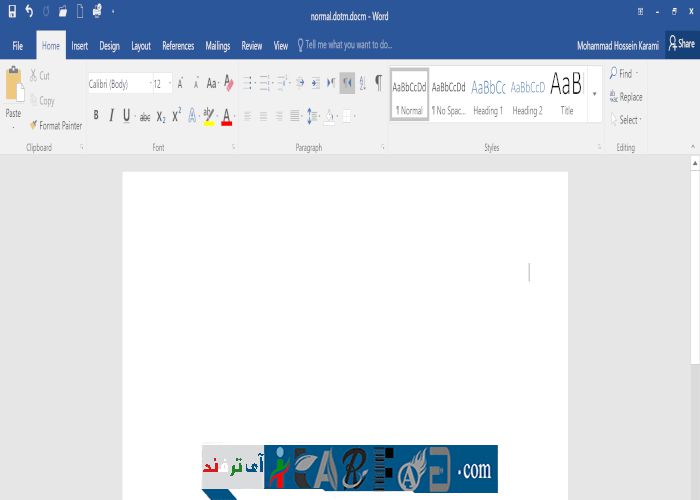 normal.dotm.docm - Word
File Home Insert Design Layout References Mailings Review View Tell me what you want to do... Mohammad Hossein Karami Share
Paste
Cut
Copy
Format Painter
Clipboard
Calibri (Body) 12 A A Aa A
B I U abc X₂ X² A ab A
Font
Paragraph
AaBbCcDd AaBbCcDd AaBbCc AaBbCcD AaB
¶ Normal ¶ No Spac... Heading 1 Heading 2 Title
Styles
Find
Replace
Select
Editing
آی ترفند
.com